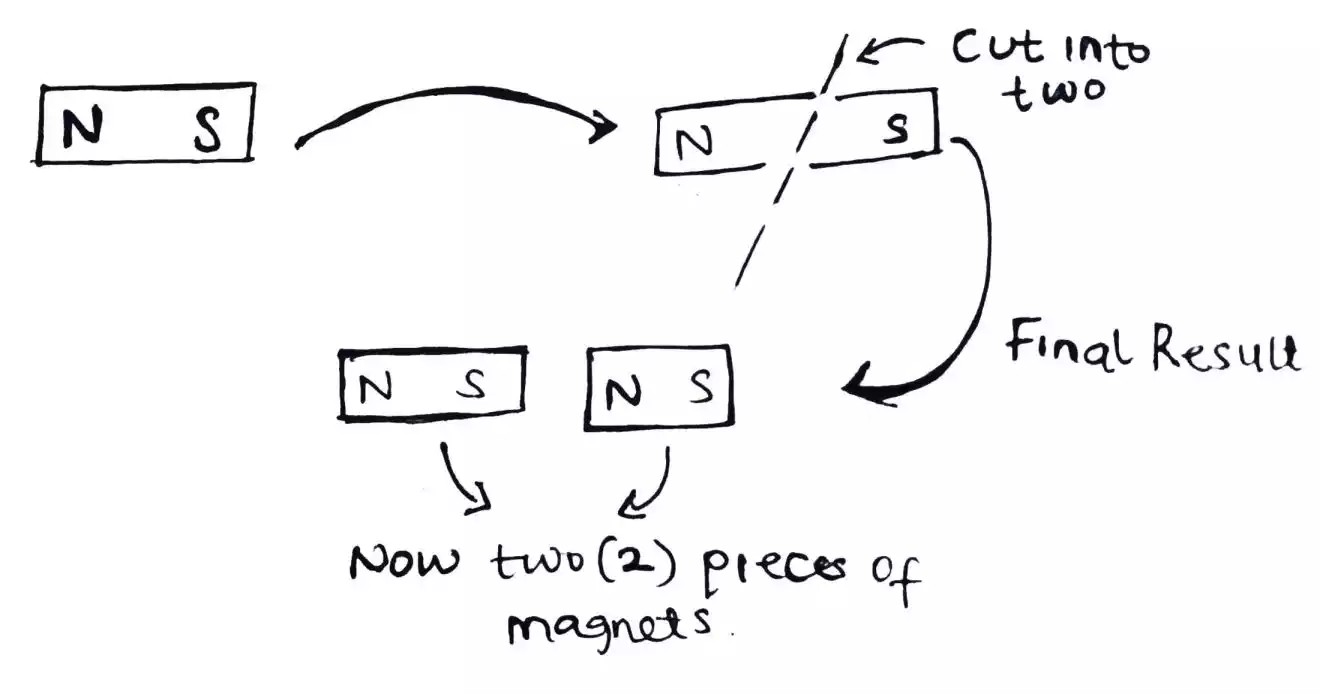 N S
N S
Cut into
two
Final Result
N S
N S
Now two(2) pieces of
magnets.